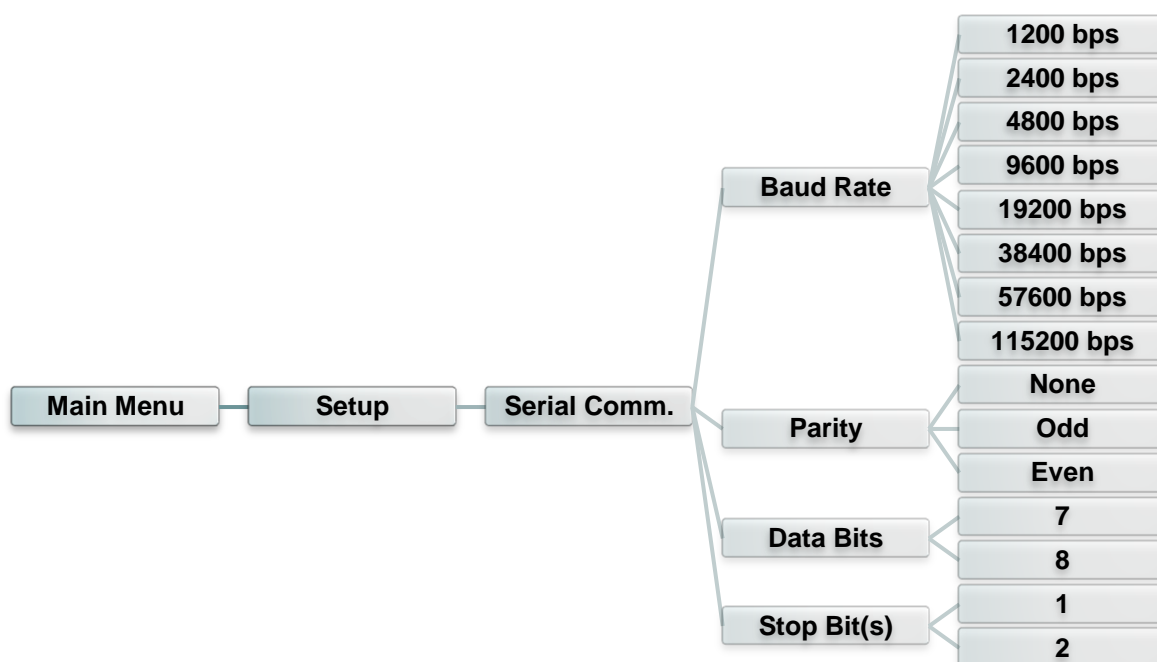 Main Menu
Setup
Serial Comm.
Baud Rate
1200 bps
2400 bps
4800 bps
9600 bps
19200 bps
38400 bps
57600 bps
115200 bps
Parity
None
Odd
Even
Data Bits
7
8
Stop Bit(s)
1
2